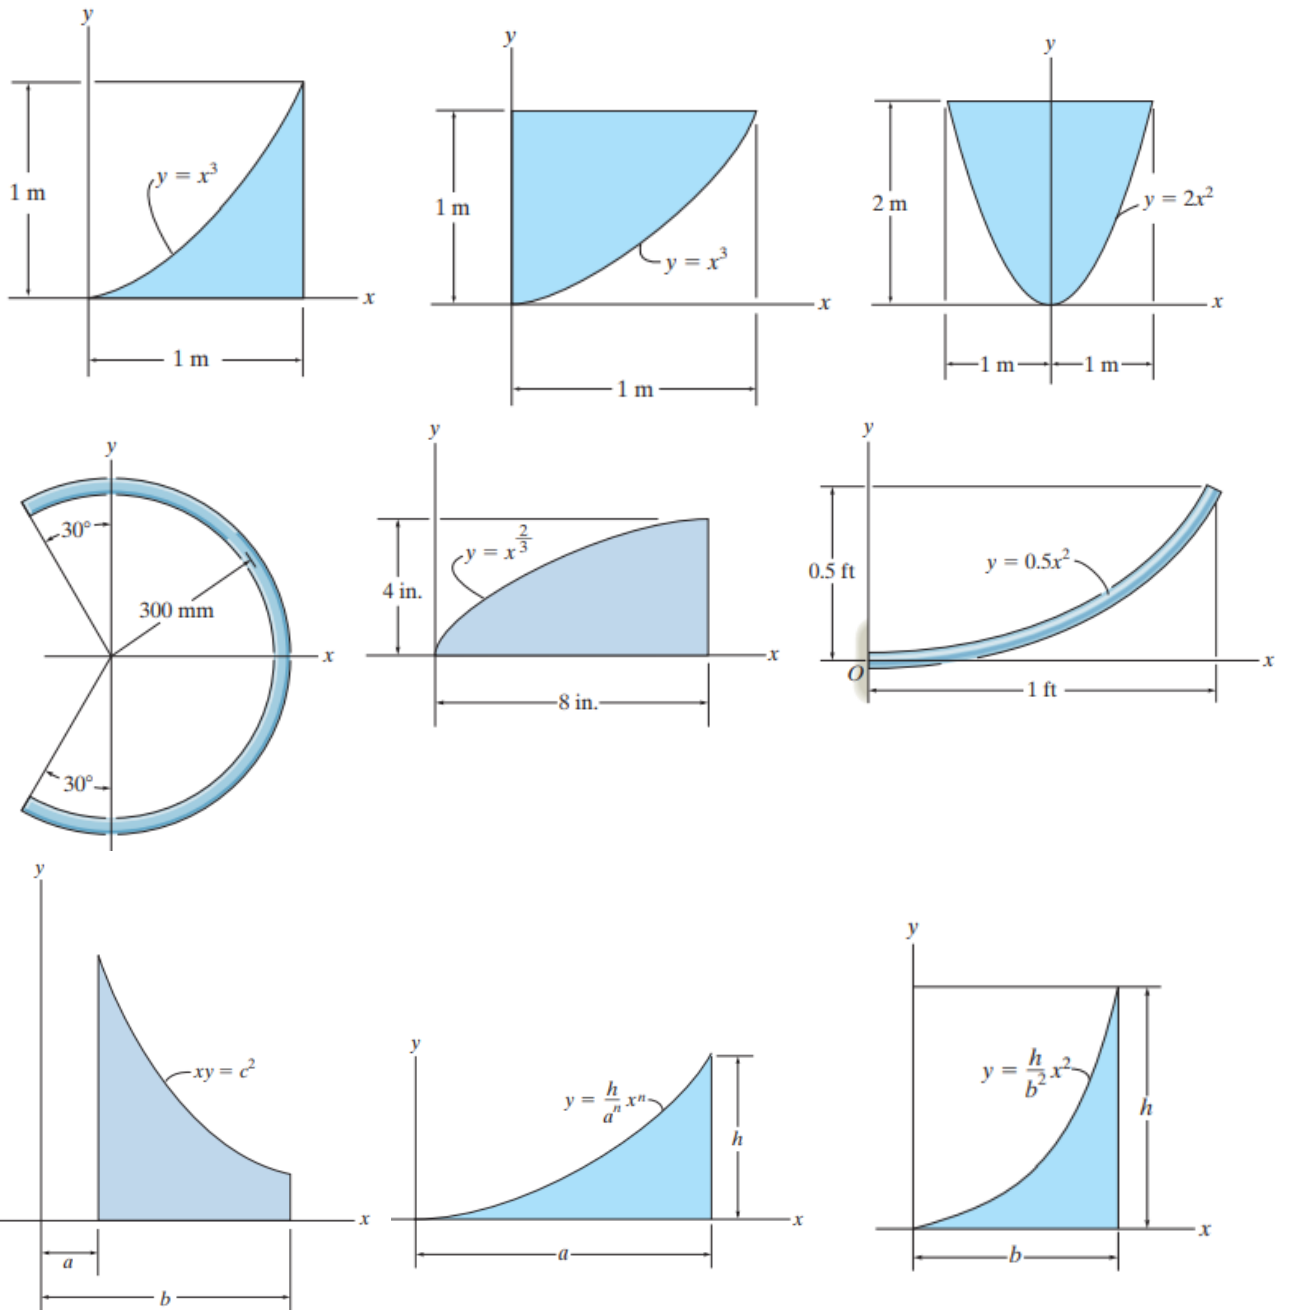 y
1 m
y = x³
x
1 m
y
1 m
y = x³
x
1 m
y
2 m
y = 2x²
x
1 m
1 m
y
30°
300 mm
x
30°
y
4 in.
y = x^(2/3)
x
8 in.
y
0.5 ft
y = 0.5x²
O
x
1 ft
y
xy = c²
x
a
b
y
y = h/aⁿ xⁿ
h
x
a
y
y = h/b² x²
h
x
b